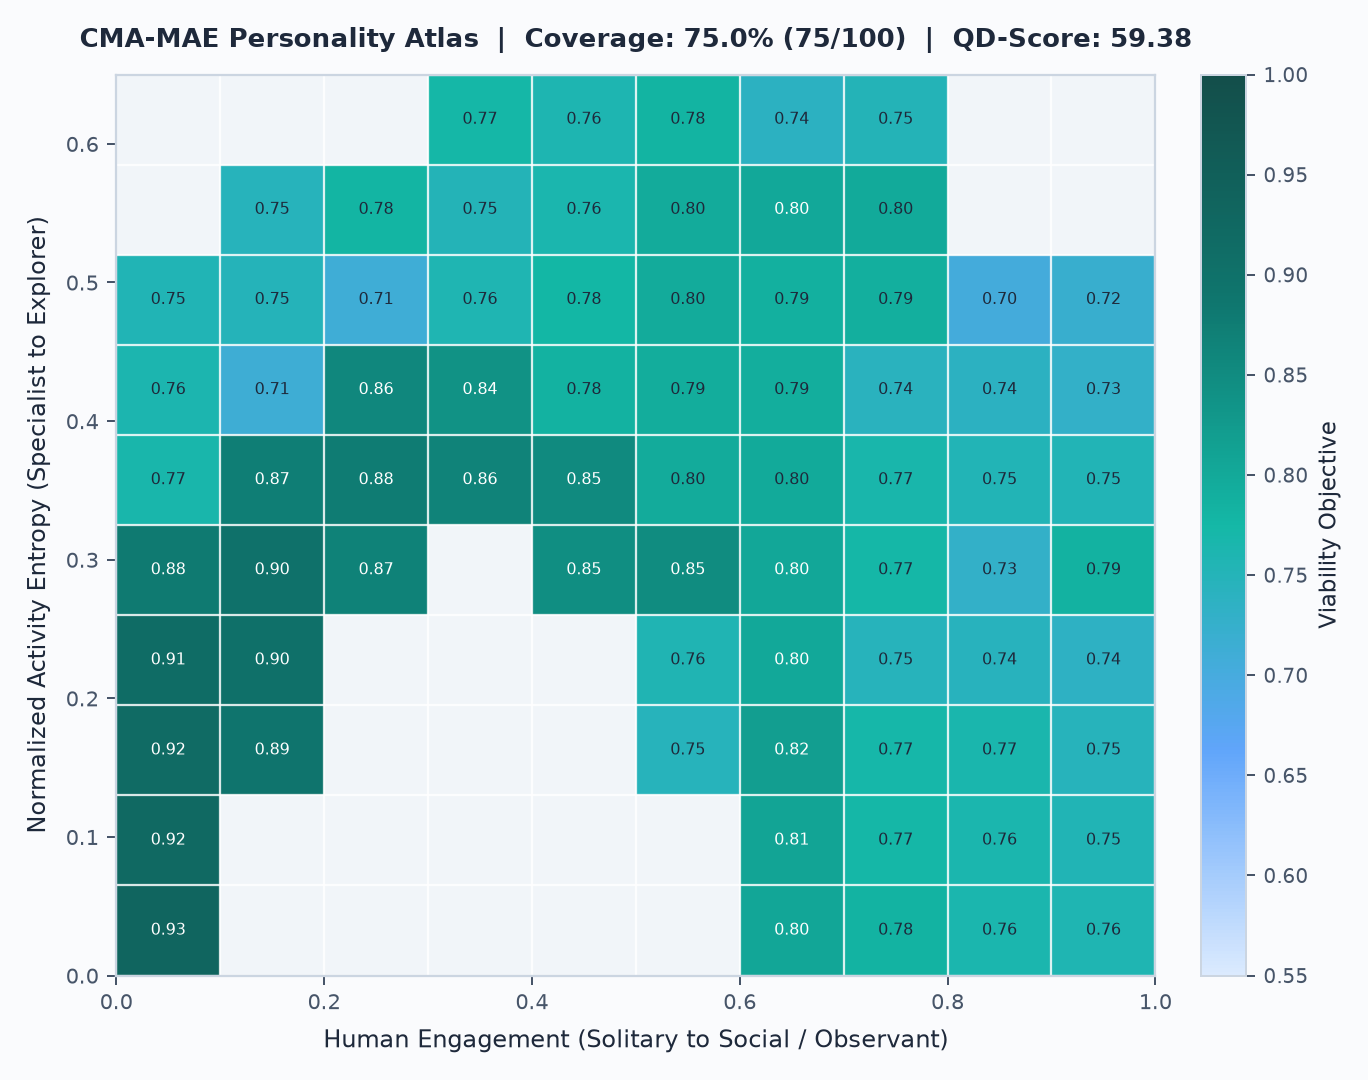 CMA-MAE Personality Atlas | Coverage: 75.0% (75/100) | QD-Score: 59.38
1.00
0.95
0.90
0.85
0.80
0.75
0.70
0.65
0.60
0.55
Viability Objective
Normalized Activity Entropy (Specialist to Explorer)
0.6
0.5
0.4
0.3
0.2
0.1
0.0
0.77 0.76 0.78 0.74 0.75
0.75 0.78 0.75 0.76 0.80 0.80 0.80
0.75 0.75 0.71 0.76 0.78 0.80 0.79 0.79 0.70 0.72
0.76 0.71 0.86 0.84 0.78 0.79 0.79 0.74 0.74 0.73
0.77 0.87 0.88 0.86 0.85 0.80 0.80 0.77 0.75 0.75
0.88 0.90 0.87 0.85 0.85 0.80 0.77 0.73 0.79
0.91 0.90 0.76 0.80 0.75 0.74 0.74
0.92 0.89 0.75 0.82 0.77 0.77 0.75
0.92 0.81 0.77 0.76 0.75
0.93 0.80 0.78 0.76 0.76
0.0 0.2 0.4 0.6 0.8 1.0
Human Engagement (Solitary to Social / Observant)